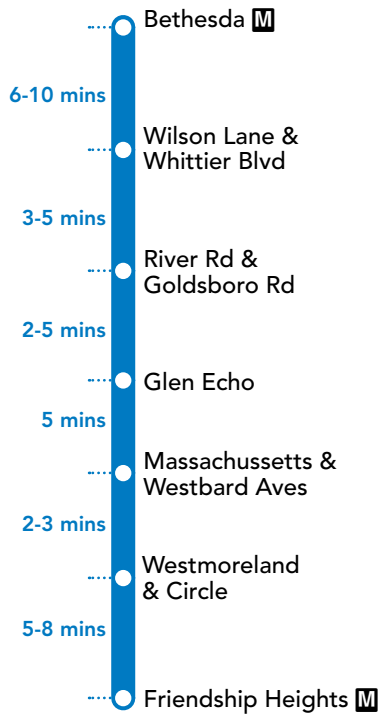 Bethesda M
6-10 mins
Wilson Lane &
Whittier Blvd
3-5 mins
River Rd &
Goldsboro Rd
2-5 mins
Glen Echo
5 mins
Massachussetts &
Westbard Aves
2-3 mins
Westmoreland
& Circle
5-8 mins
Friendship Heights M